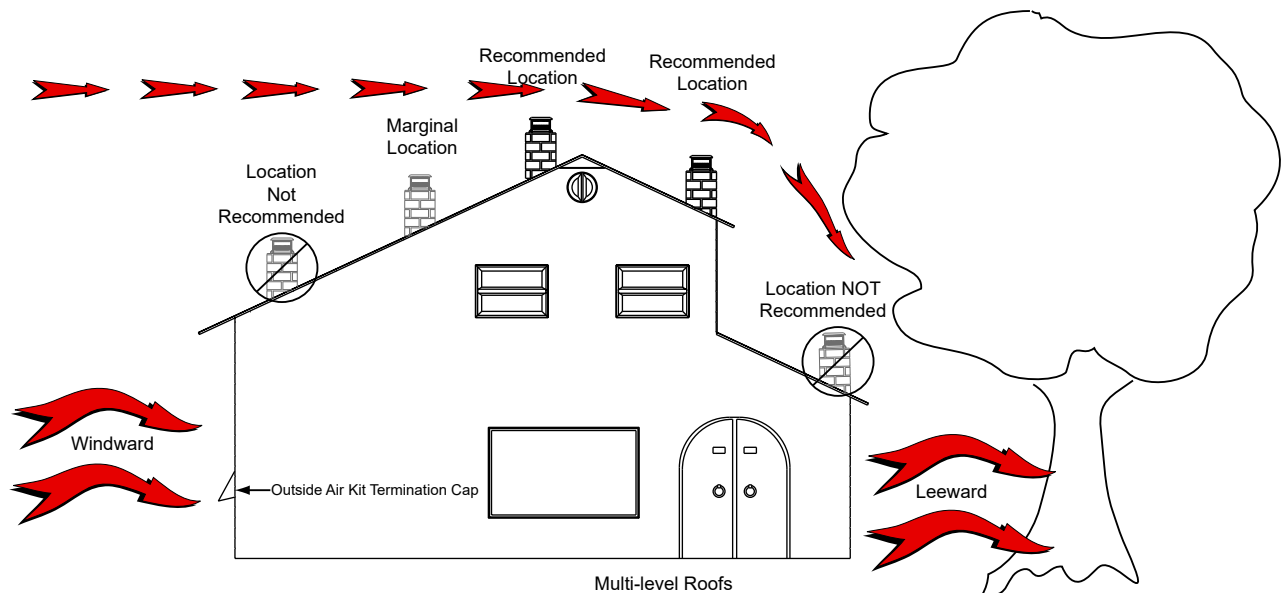 Recommended
Location
Recommended
Location
Marginal
Location
Location
Not
Recommended
Location NOT
Recommended
Windward
Outside Air Kit Termination Cap
Leeward
Multi-level Roofs